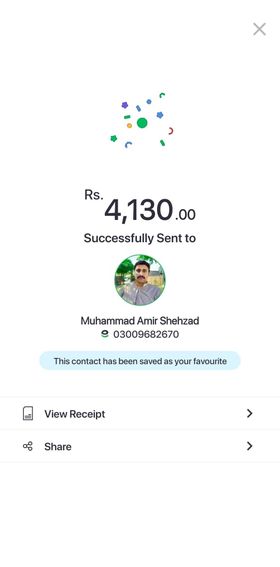 Rs. 4,130.00
Successfully Sent to
Muhammad Amir Shehzad
03009682670
This contact has been saved as your favourite
View Receipt
Share